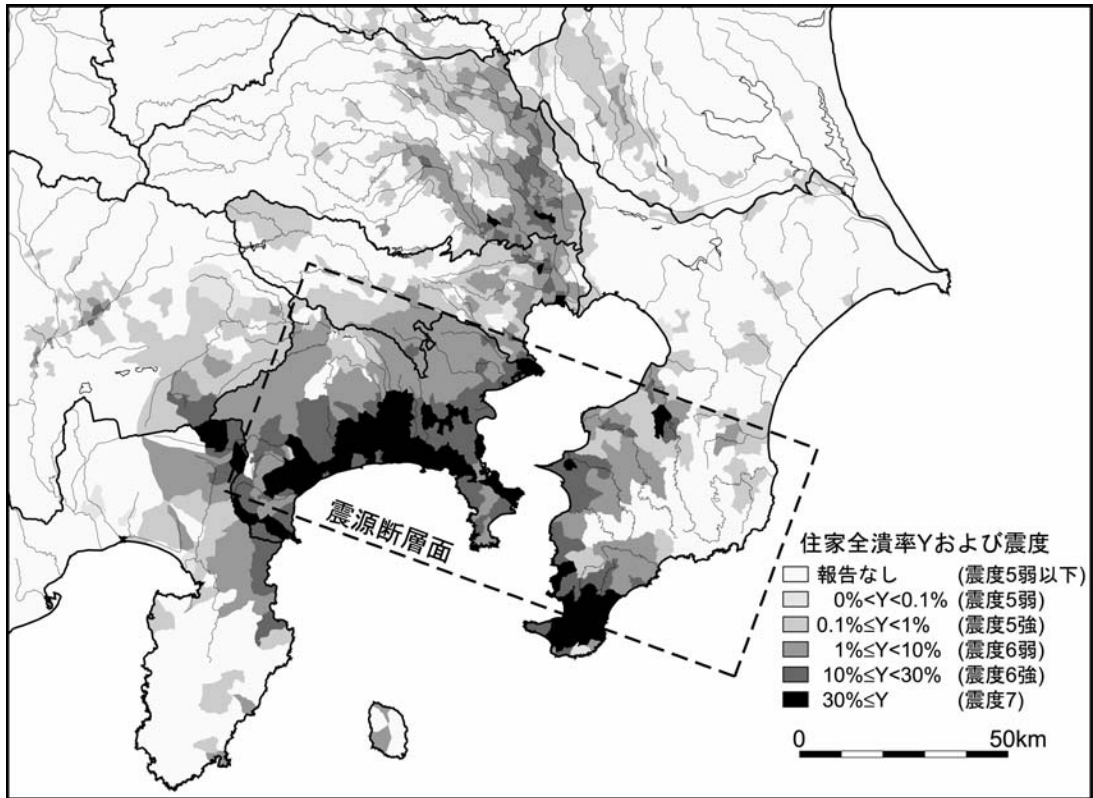 震源断層面
住家全潰率Yおよび震度
報告なし (震度5弱以下)
0%<Y<0.1% (震度5弱)
0.1%≤Y<1% (震度5強)
1%≤Y<10% (震度6弱)
10%≤Y<30% (震度6強)
30%≤Y (震度7)
0 50km